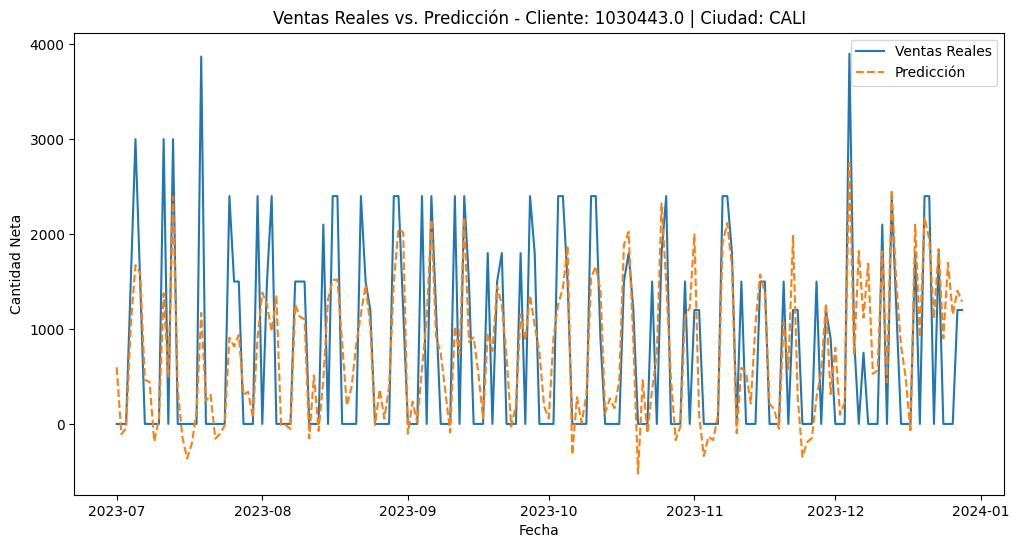 Ventas Reales vs. Predicción - Cliente: 1030443.0 | Ciudad: CALI
Ventas Reales
Predicción
Cantidad Neta
4000
3000
2000
1000
0
2023-07
2023-08
2023-09
2023-10
2023-11
2023-12
2024-01
Fecha